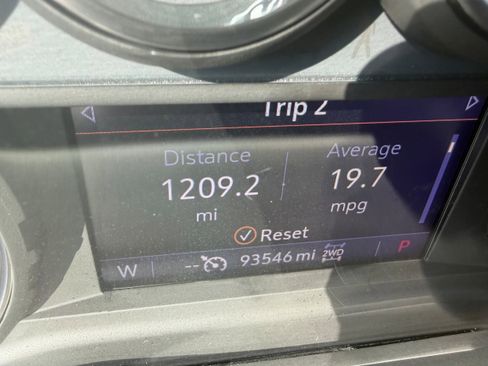 Trip 2
Distance Average
1209.2 19.7
mi mpg
Reset
W -- 93546 mi 2WD P